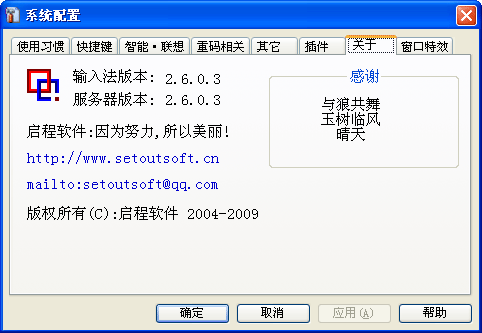 系统配置
使用习惯 快捷键 智能·联想 重码相关 其它 插件 关于 窗口特效
输入法版本: 2.6.0.3
服务器版本: 2.6.0.3
启程软件:因为努力,所以美丽!
http://www.setoutsoft.cn
mailto:setoutsoft@qq.com
版权所有(C):启程软件 2004-2009
感谢
与狼共舞
玉树临风
晴天
确定 取消 应用(A) 帮助